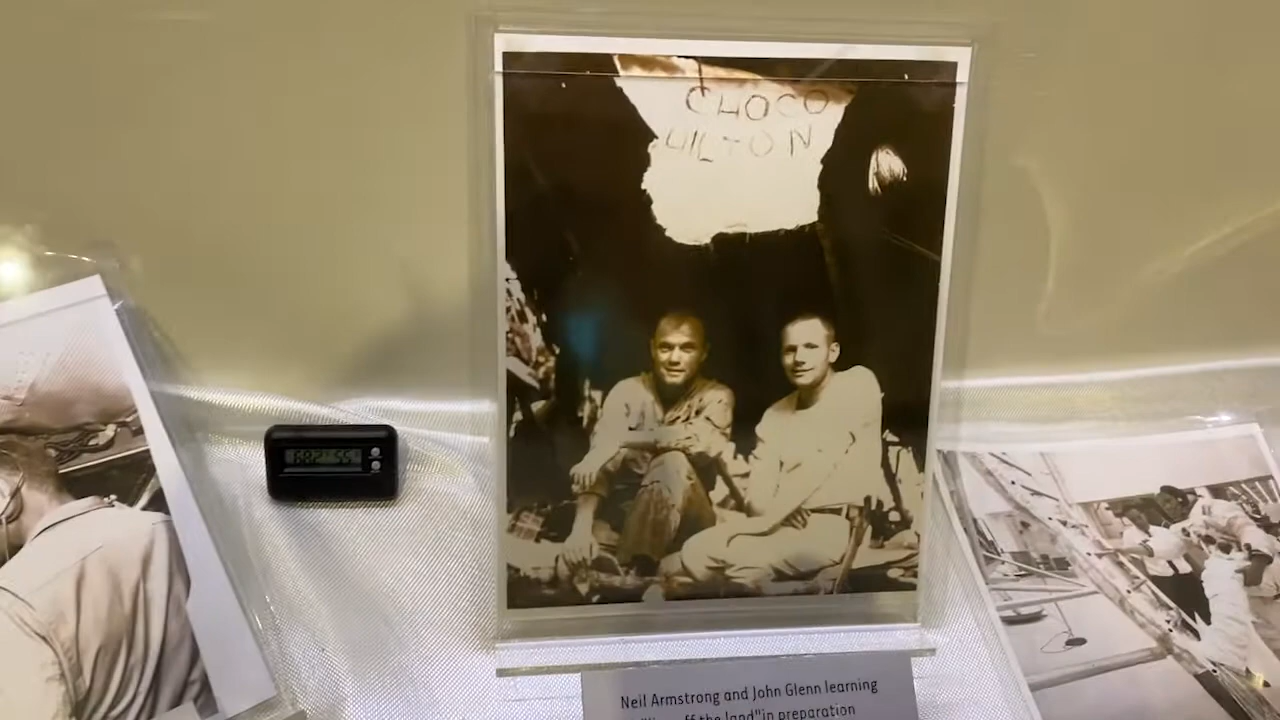 CHOCO
HILTON
Neil Armstrong and John Glenn learning
off the land" in preparation